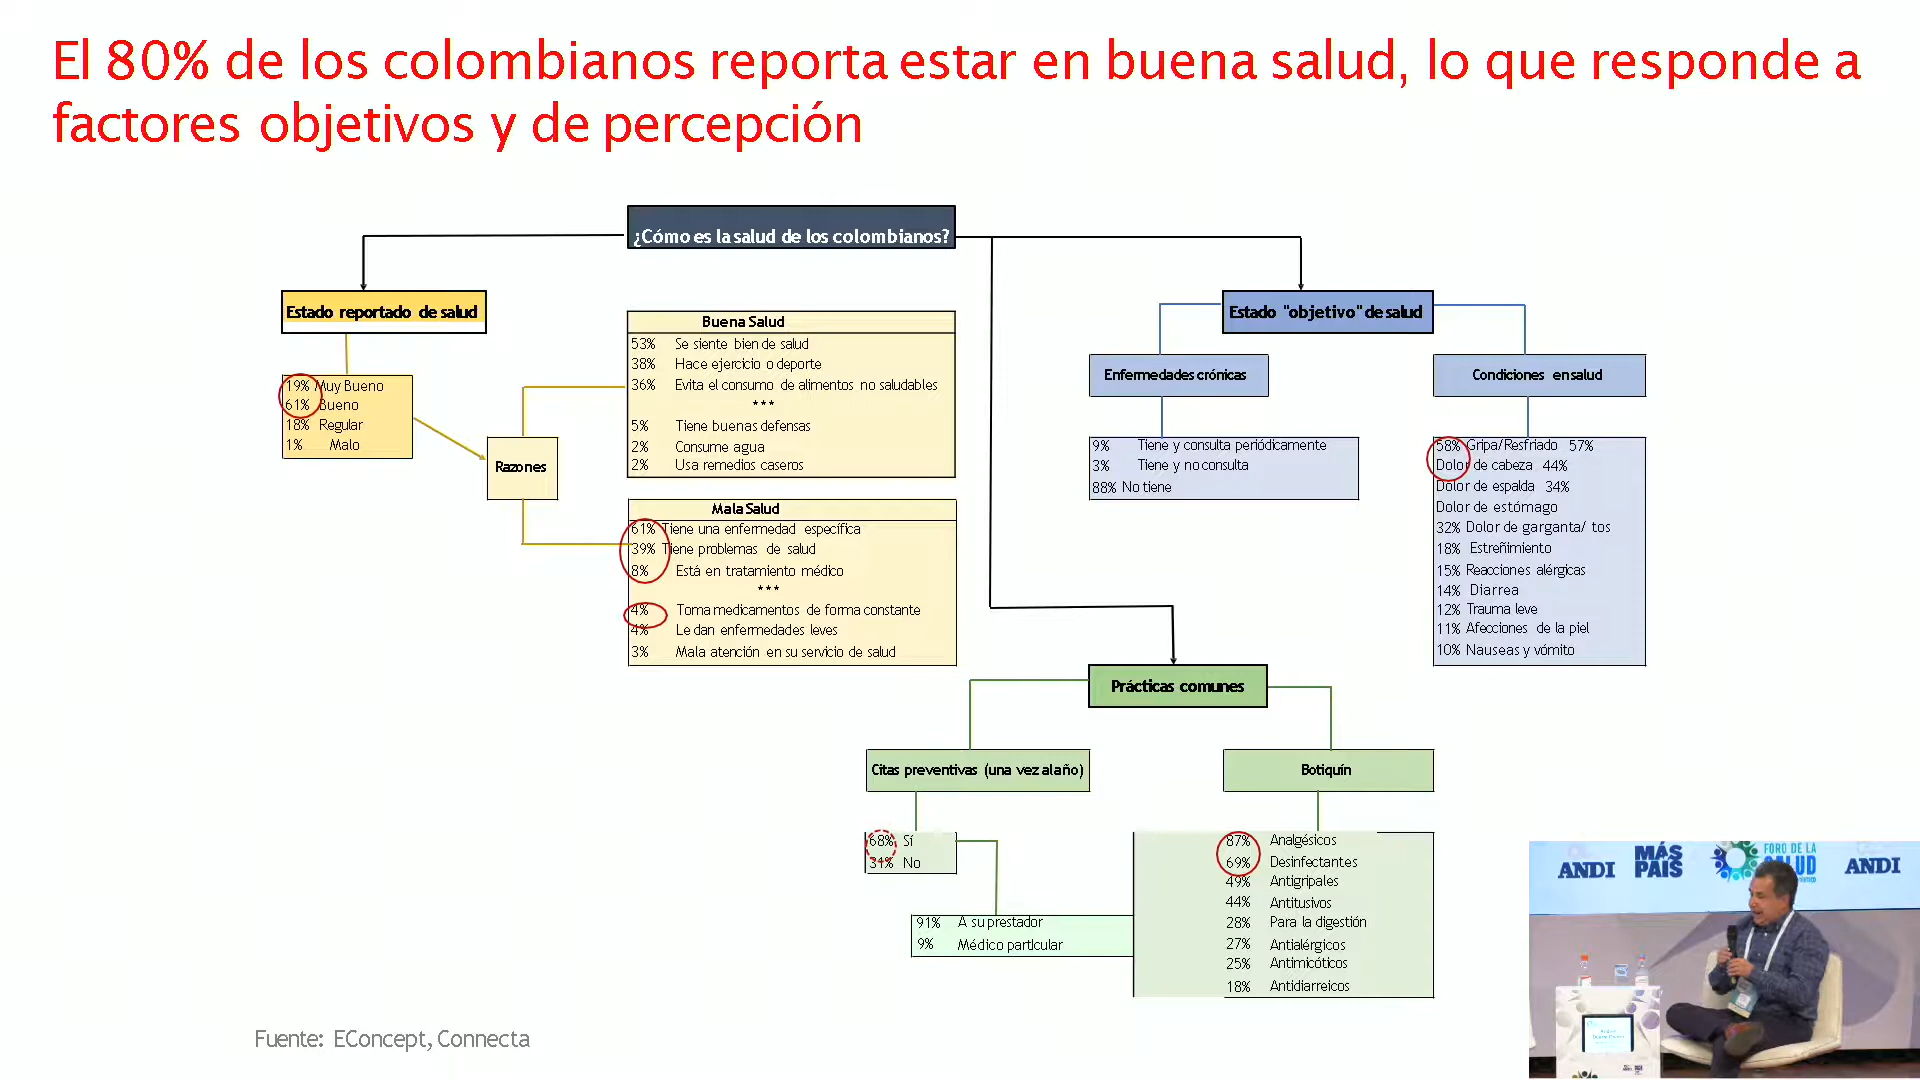 El 80% de los colombianos reporta estar en buena salud, lo que responde a
factores objetivos y de percepción
¿Cómo es la salud de los colombianos?
Estado reportado de salud
19% Muy Bueno
61% Bueno
18% Regular
1% Malo
Razones
Buena Salud
53% Se siente bien de salud
38% Hace ejercicio o deporte
36% Evita el consumo de alimentos no saludables
***
5% Tiene buenas defensas
2% Consume agua
2% Usa remedios caseros
Mala Salud
61% Tiene una enfermedad específica
39% Tiene problemas de salud
8% Está en tratamiento médico
***
4% Toma medicamentos de forma constante
4% Le dan enfermedades leves
3% Mala atención en su servicio de salud
Estado "objetivo" de salud
Enfermedades crónicas
9% Tiene y consulta periódicamente
3% Tiene y no consulta
88% No tiene
Condiciones en salud
58% Gripa/Resfriado 57%
Dolor de cabeza 44%
Dolor de espalda 34%
Dolor de estómago
32% Dolor de garganta/ tos
18% Estreñimiento
15% Reacciones alérgicas
14% Diarrea
12% Trauma leve
11% Afecciones de la piel
10% Nauseas y vómito
Prácticas comunes
Citas preventivas (una vez al año)
68% Sí
31% No
91% A su prestador
9% Médico particular
Botiquín
87% Analgésicos
69% Desinfectantes
49% Antigripales
44% Antitusivos
28% Para la digestión
27% Antialérgicos
25% Antimicóticos
18% Antidiarreicos
Fuente: EConcept, Connecta
ANDI
MÁS
PAÍS
FORO DE LA
SALUD
ANDI